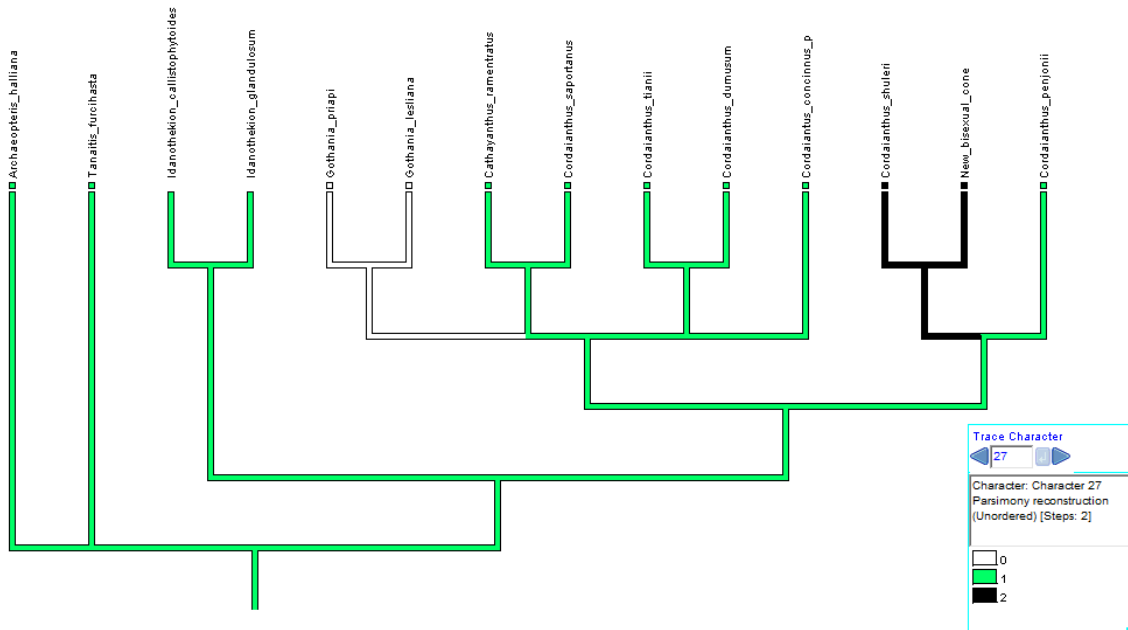 Archaeopteris_halliana
Tanaitis_furcihasta
Idanothekion_callistophytoides
Idanothekion_glandulosum
Gothania_priapi
Gothania_lesliana
Cathayanthus_ramentratus
Cordaianthus_saportanus
Cordaianthus_tianii
Cordaianthus_dumusum
Cordaiantus_concinnus_p
Cordaianthus_shuleri
New_bisexual_cone
Cordaianthus_penjonii
Trace Character
27
Character: Character 27
Parsimony reconstruction
(Unordered) [Steps: 2]
0
1
2